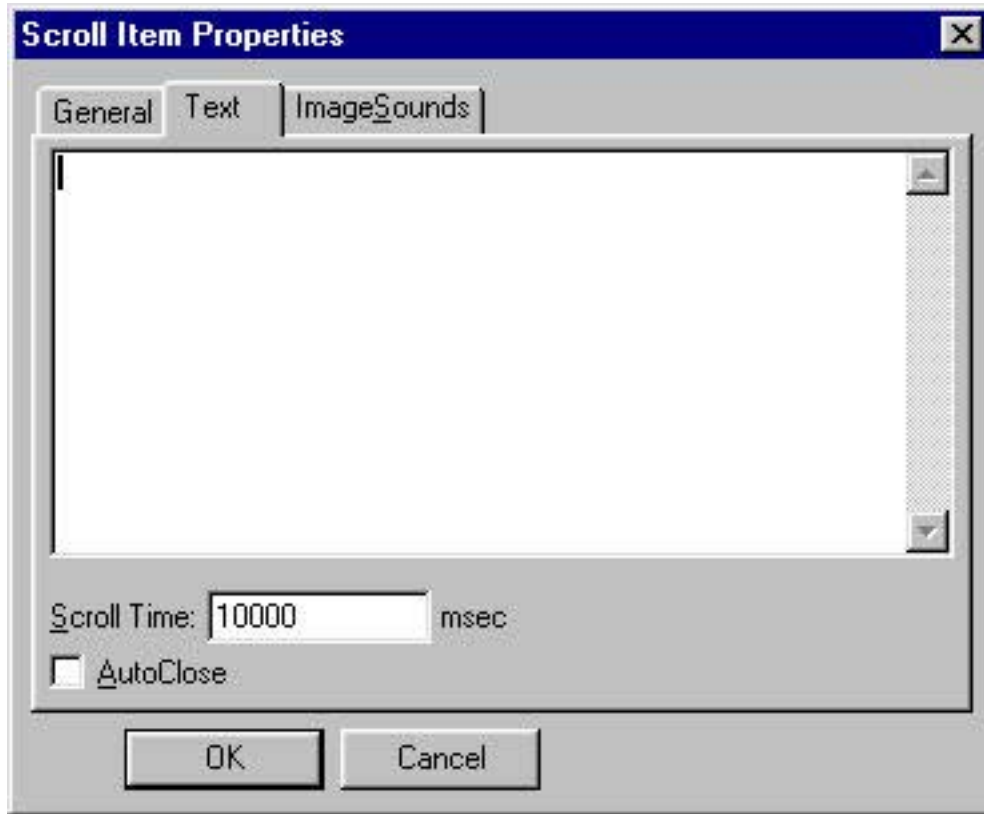 Scroll Item Properties
General Text ImageSounds
Scroll Time: 10000 msec
AutoClose
OK Cancel